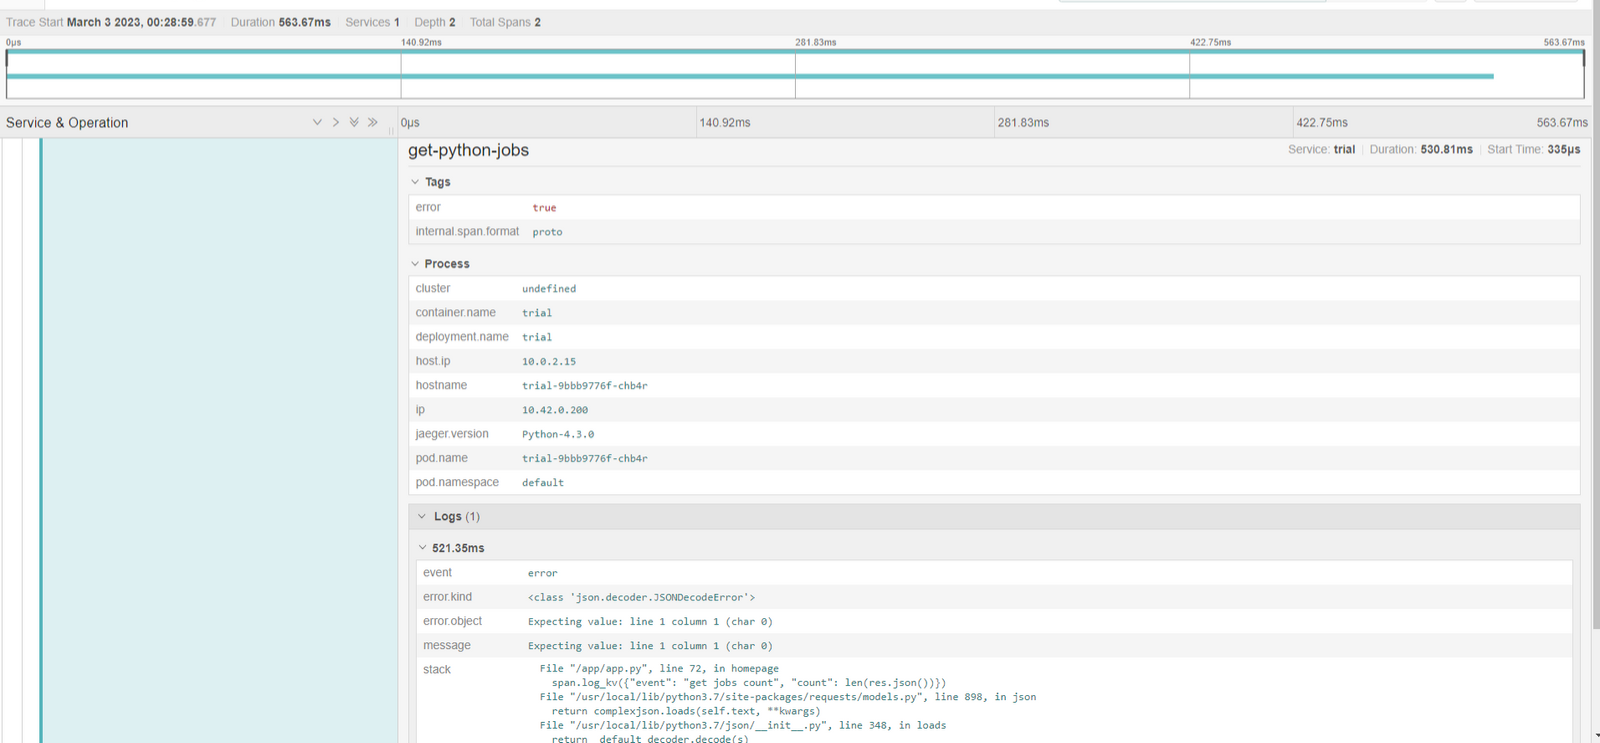 Trace Start March 3 2023, 00:28:59.677 Duration 563.67ms Services 1 Depth 2 Total Spans 2
0μs 140.92ms 281.83ms 422.75ms 563.67ms
Service & Operation 0μs 140.92ms 281.83ms 422.75ms 563.67ms
get-python-jobs Service: trial Duration: 530.81ms Start Time: 335μs
Tags
error true
internal.span.format proto
Process
cluster undefined
container.name trial
deployment.name trial
host.ip 10.0.2.15
hostname trial-9bbb9776f-chb4r
ip 10.42.0.200
jaeger.version Python-4.3.0
pod.name trial-9bbb9776f-chb4r
pod.namespace default
Logs (1)
521.35ms
event error
error.kind <class 'json.decoder.JSONDecodeError'>
error.object Expecting value: line 1 column 1 (char 0)
message Expecting value: line 1 column 1 (char 0)
stack File "/app/app.py", line 72, in homepage
span.log_kv({"event": "get jobs count", "count": len(res.json())})
File "/usr/local/lib/python3.7/site-packages/requests/models.py", line 898, in json
return complexjson.loads(self.text, **kwargs)
File "/usr/local/lib/python3.7/json/__init__.py", line 348, in loads
return _default_decoder.decode(s)